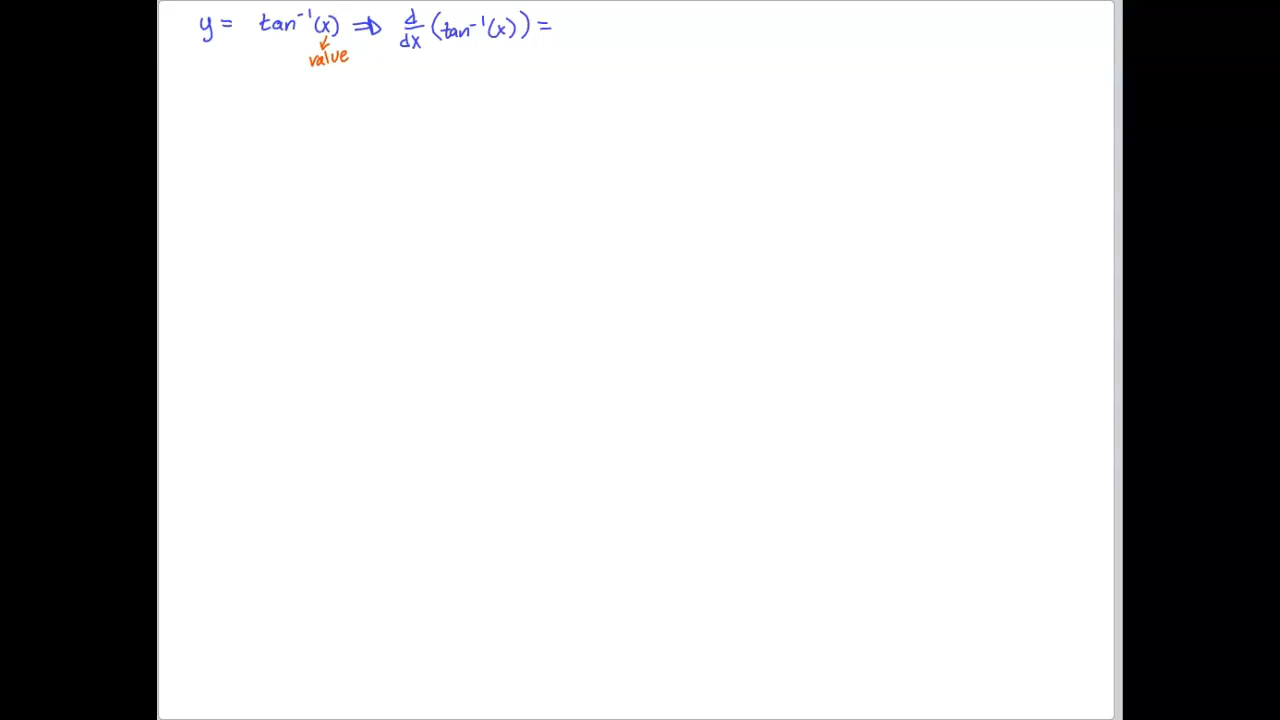 y = tan⁻¹(x) ⇒ d/dx (tan⁻¹(x)) =
value